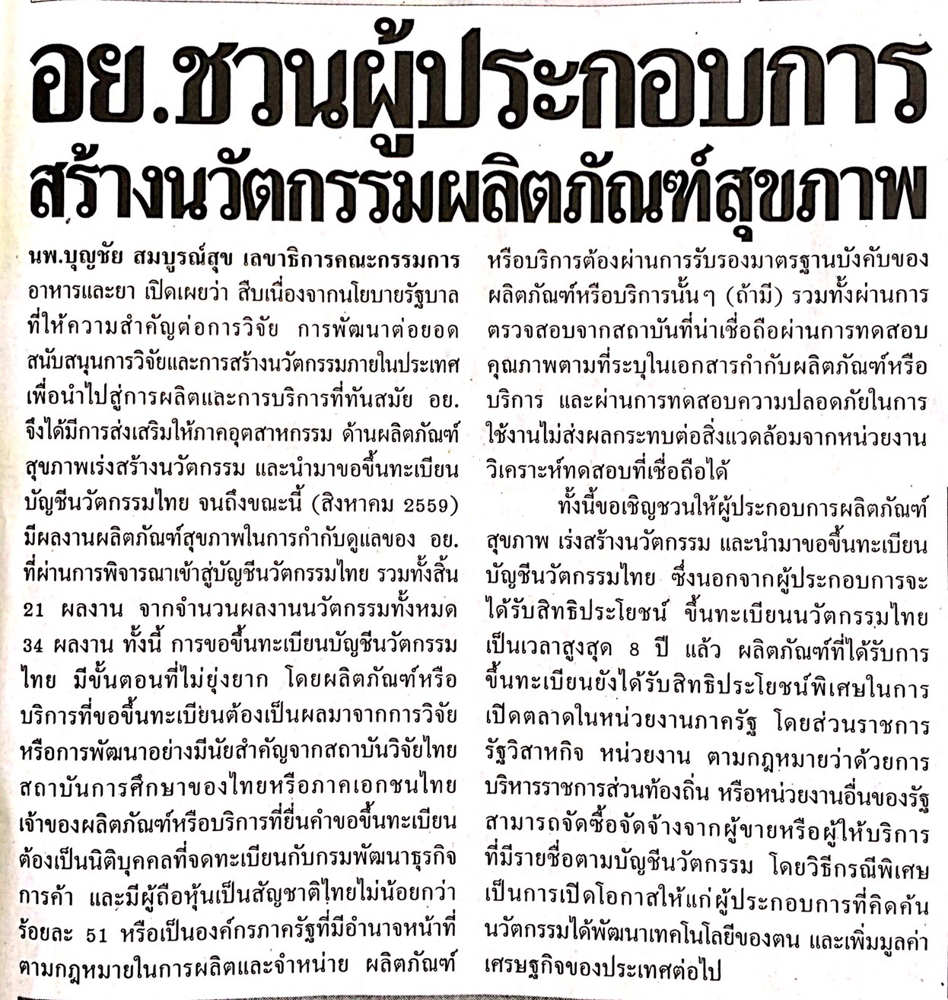 อย.ชวนผู้ประกอบการ
สร้างนวัตกรรมผลิตภัณฑ์สุขภาพ
นพ.บุญชัย สมบูรณ์สุข เลขาธิการคณะกรรมการ
อาหารและยา เปิดเผยว่า สืบเนื่องจากนโยบายรัฐบาล
ที่ให้ความสำคัญต่อการวิจัย การพัฒนาต่อยอด
สนับสนุนการวิจัยและการสร้างนวัตกรรมภายในประเทศ
เพื่อนำไปสู่การผลิตและการบริการที่ทันสมัย อย.
จึงได้มีการส่งเสริมให้ภาคอุตสาหกรรม ด้านผลิตภัณฑ์
สุขภาพเร่งสร้างนวัตกรรม และนำมาขอขึ้นทะเบียน
บัญชีนวัตกรรมไทย จนถึงขณะนี้ (สิงหาคม 2559)
มีผลงานผลิตภัณฑ์สุขภาพในการกำกับดูแลของ อย.
ที่ผ่านการพิจารณาเข้าสู่บัญชีนวัตกรรมไทย รวมทั้งสิ้น
21 ผลงาน จากจำนวนผลงานนวัตกรรมทั้งหมด
34 ผลงาน ทั้งนี้ การขอขึ้นทะเบียนบัญชีนวัตกรรม
ไทย มีขั้นตอนที่ไม่ยุ่งยาก โดยผลิตภัณฑ์หรือ
บริการที่ขอขึ้นทะเบียนต้องเป็นผลมาจากการวิจัย
หรือการพัฒนาอย่างมีนัยสำคัญจากสถาบันวิจัยไทย
สถาบันการศึกษาของไทยหรือภาคเอกชนไทย
เจ้าของผลิตภัณฑ์หรือบริการที่ยื่นคำขอขึ้นทะเบียน
ต้องเป็นนิติบุคคลที่จดทะเบียนกับกรมพัฒนาธุรกิจ
การค้า และมีผู้ถือหุ้นเป็นสัญชาติไทยไม่น้อยกว่า
ร้อยละ 51 หรือเป็นองค์กรภาครัฐที่มีอำนาจหน้าที่
ตามกฎหมายในการผลิตและจำหน่าย ผลิตภัณฑ์
หรือบริการต้องผ่านการรับรองมาตรฐานบังคับของ
ผลิตภัณฑ์หรือบริการนั้นๆ (ถ้ามี) รวมทั้งผ่านการ
ตรวจสอบจากสถาบันที่น่าเชื่อถือผ่านการทดสอบ
คุณภาพตามที่ระบุในเอกสารกำกับผลิตภัณฑ์หรือ
บริการ และผ่านการทดสอบความปลอดภัยในการ
ใช้งานไม่ส่งผลกระทบต่อสิ่งแวดล้อมจากหน่วยงาน
วิเคราะห์ทดสอบที่เชื่อถือได้
ทั้งนี้ขอเชิญชวนให้ผู้ประกอบการผลิตภัณฑ์
สุขภาพ เร่งสร้างนวัตกรรม และนำมาขอขึ้นทะเบียน
บัญชีนวัตกรรมไทย ซึ่งนอกจากผู้ประกอบการจะ
ได้รับสิทธิประโยชน์ ขึ้นทะเบียนนวัตกรรมไทย
เป็นเวลาสูงสุด 8 ปี แล้ว ผลิตภัณฑ์ที่ได้รับการ
ขึ้นทะเบียนยังได้รับสิทธิประโยชน์พิเศษในการ
เปิดตลาดในหน่วยงานภาครัฐ โดยส่วนราชการ
รัฐวิสาหกิจ หน่วยงาน ตามกฎหมายว่าด้วยการ
บริหารราชการส่วนท้องถิ่น หรือหน่วยงานอื่นของรัฐ
สามารถจัดซื้อจัดจ้างจากผู้ขายหรือผู้ให้บริการ
ที่มีรายชื่อตามบัญชีนวัตกรรม โดยวิธีกรณีพิเศษ
เป็นการเปิดโอกาสให้แก่ผู้ประกอบการที่คิดค้น
นวัตกรรมได้พัฒนาเทคโนโลยีของตน และเพิ่มมูลค่า
เศรษฐกิจของประเทศต่อไป